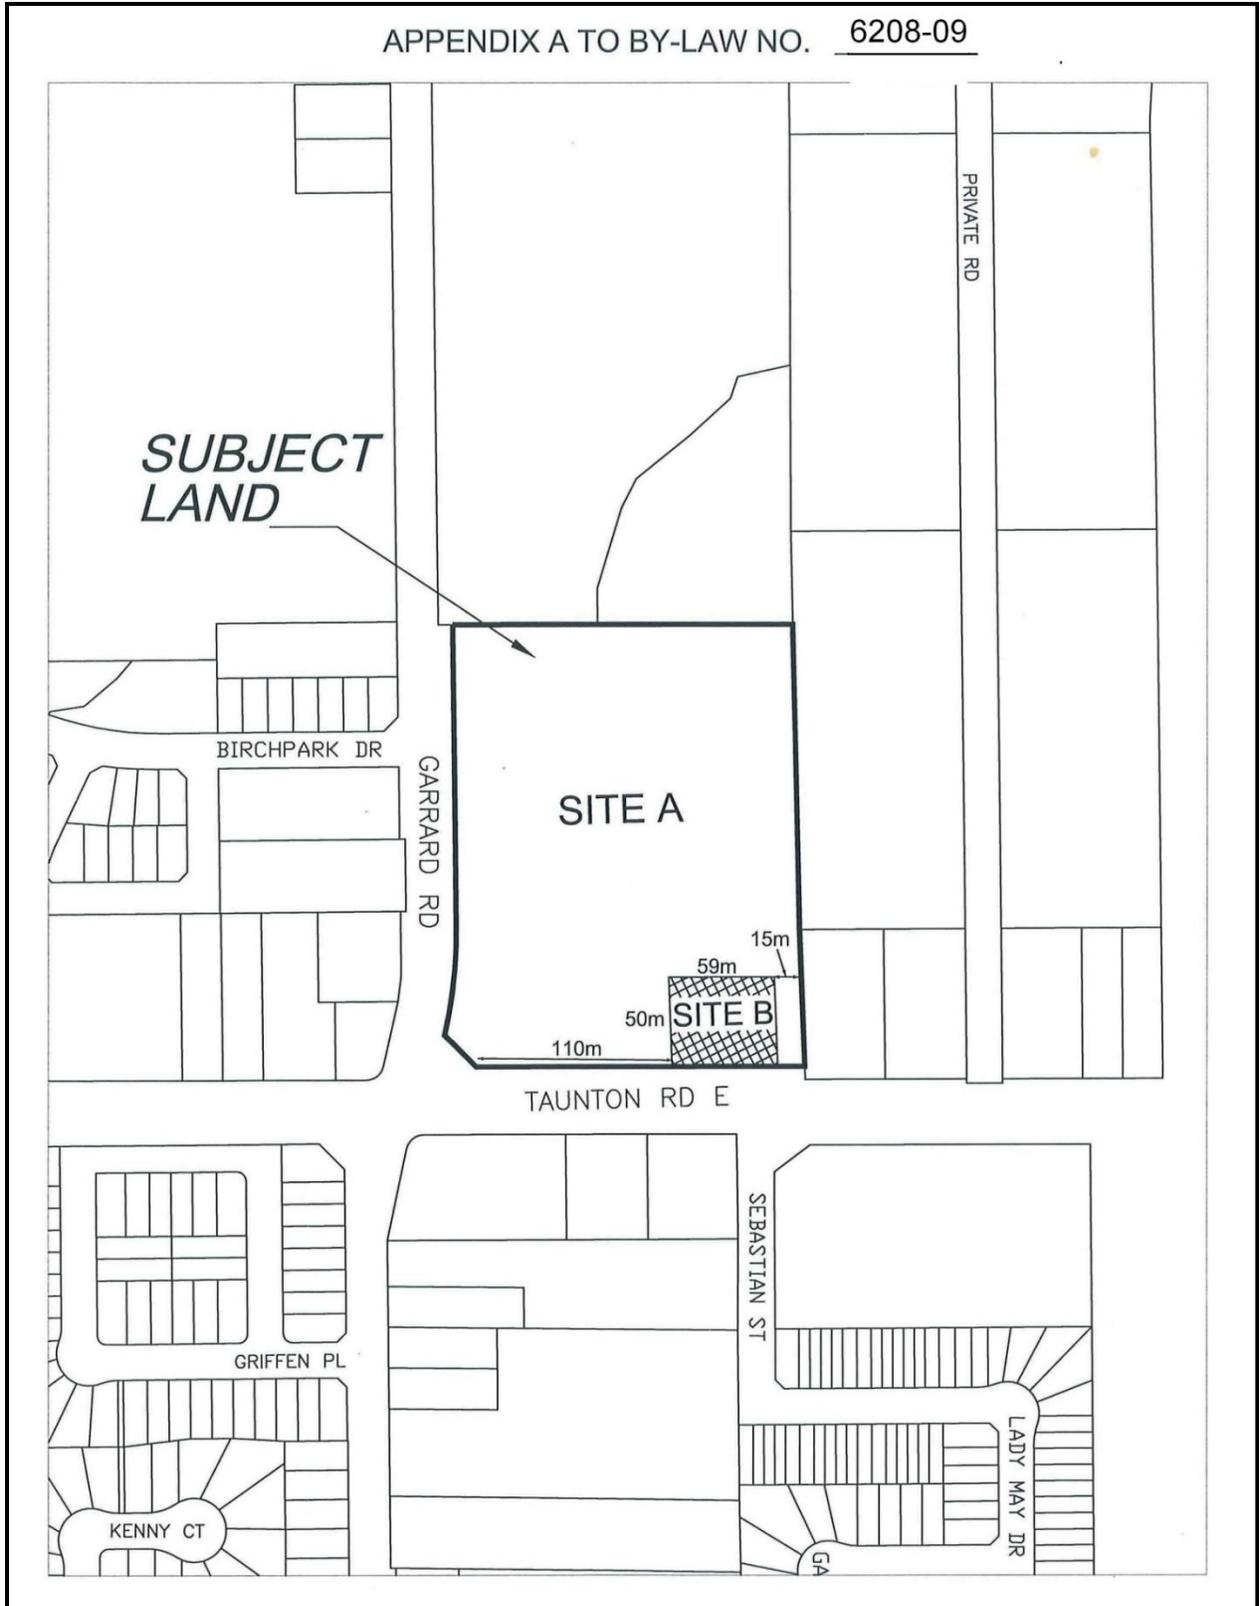 APPENDIX A TO BY-LAW NO. 6208-09
PRIVATE RD
SUBJECT
LAND
BIRCHPARK DR
GARRARD RD
SITE A
15m
59m
50m
SITE B
110m
TAUNTON RD E
SEBASTIAN ST
GRIFFEN PL
LADY MAY DR
KENNY CT
GA